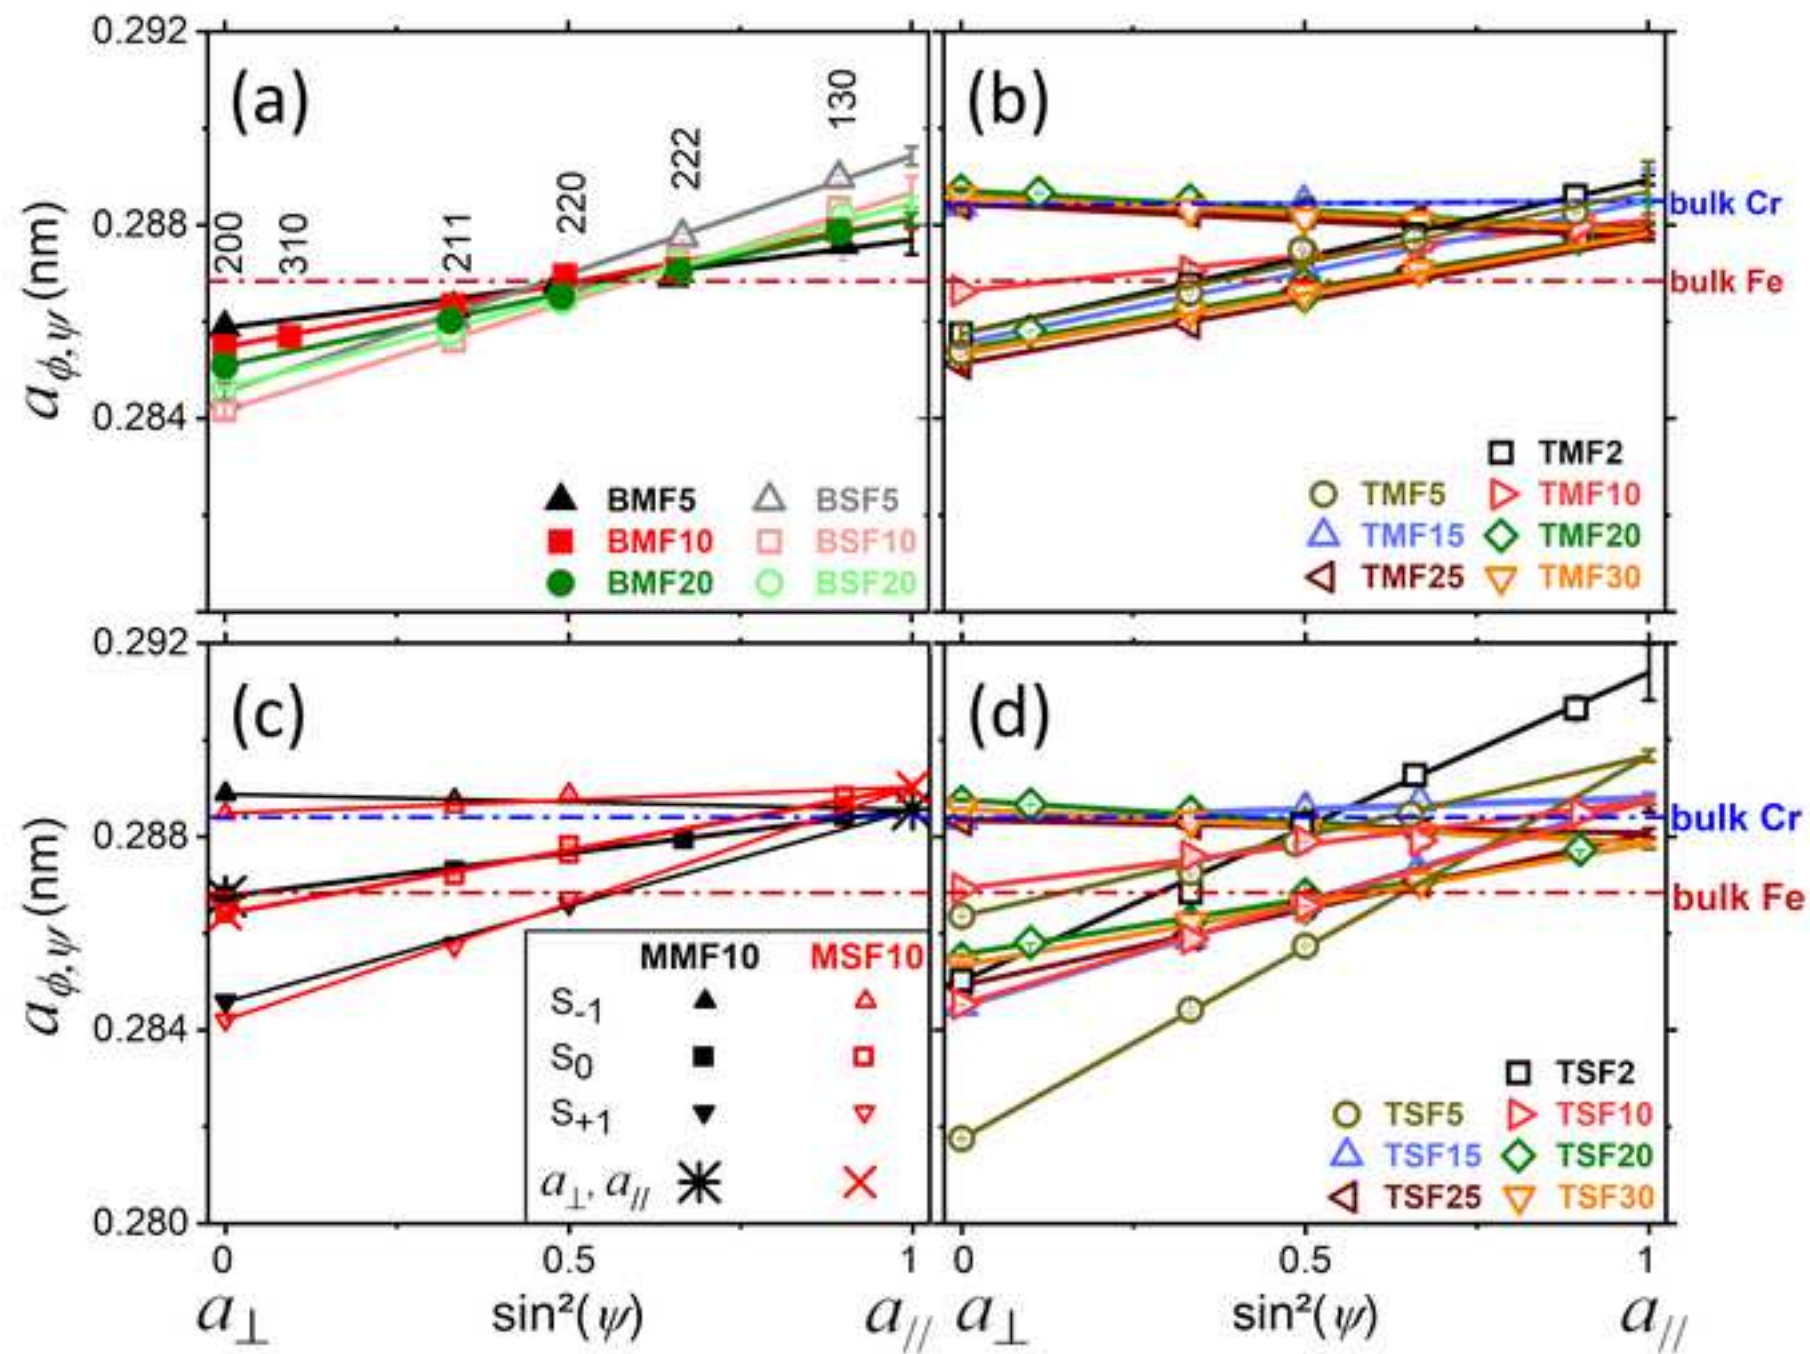 0.292
0.288
0.284
a ϕ,ψ (nm)
(a)
200
310
211
220
222
130
BMF5 BSF5
BMF10 BSF10
BMF20 BSF20
(b)
bulk Cr
bulk Fe
TMF2
TMF5 TMF10
TMF15 TMF20
TMF25 TMF30
0.292
0.288
0.284
0.280
a ϕ,ψ (nm)
(c)
MMF10 MSF10
S-1
S0
S+1
a⊥, a//
(d)
bulk Cr
bulk Fe
TSF2
TSF5 TSF10
TSF15 TSF20
TSF25 TSF30
0 0.5 1 0 0.5 1
a⊥ sin²(ψ) a// a⊥ sin²(ψ) a//